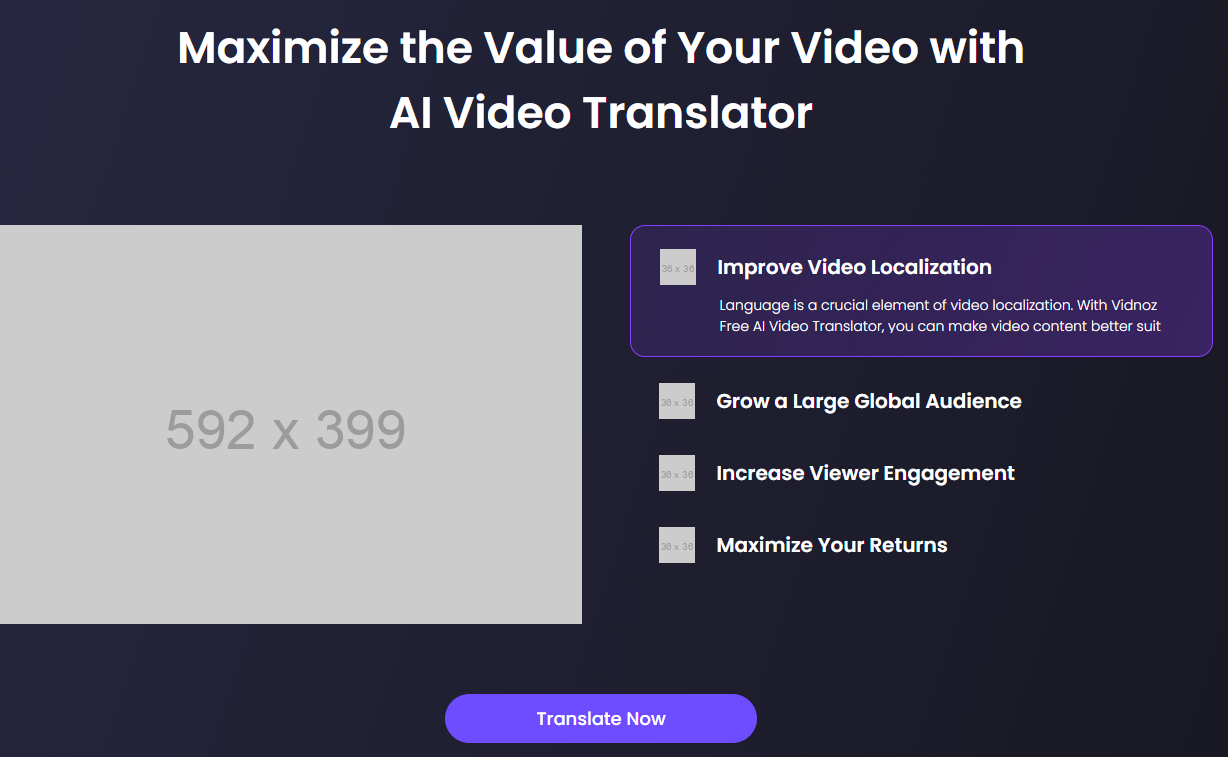 Maximize the Value of Your Video with
AI Video Translator
592 x 399
36 x 36
Improve Video Localization
Language is a crucial element of video localization. With Vidnoz
Free AI Video Translator, you can make video content better suit
36 x 36
Grow a Large Global Audience
36 x 36
Increase Viewer Engagement
36 x 36
Maximize Your Returns
Translate Now